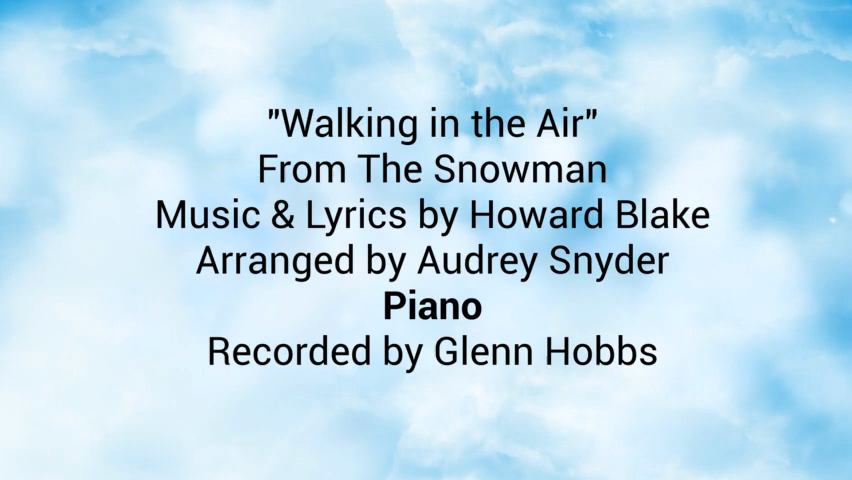 "Walking in the Air"
From The Snowman
Music & Lyrics by Howard Blake
Arranged by Audrey Snyder
Piano
Recorded by Glenn Hobbs